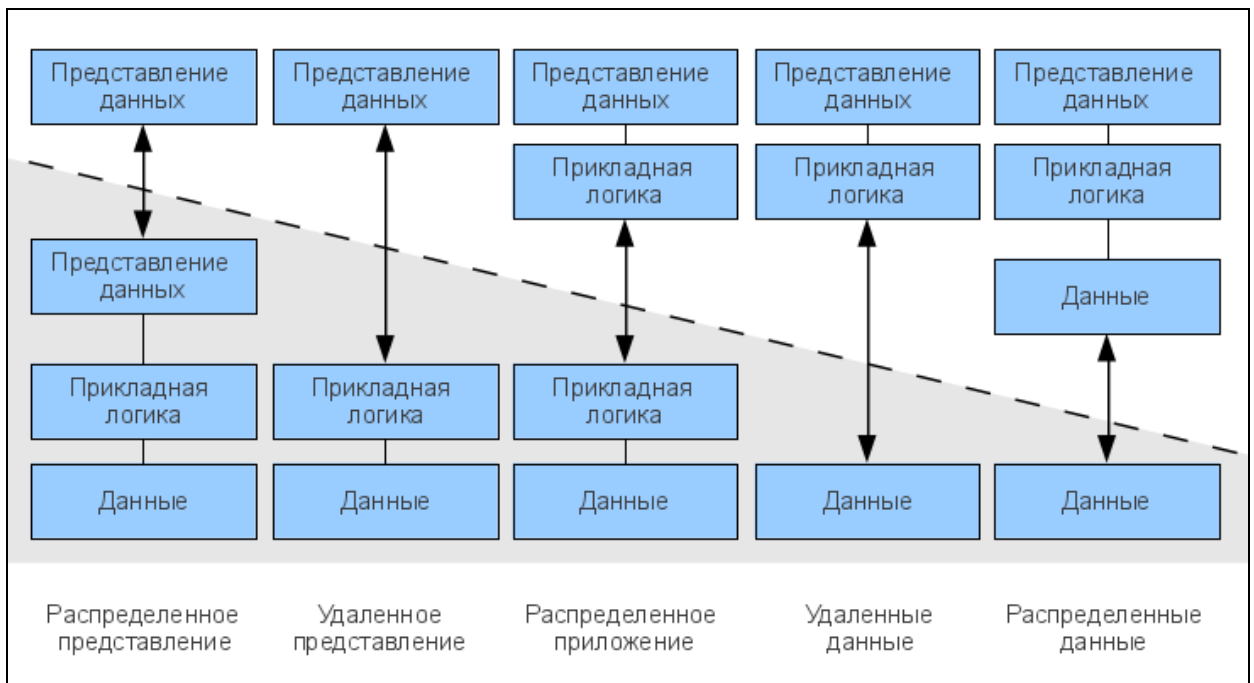 Представление
данных
Представление
данных
Представление
данных
Представление
данных
Представление
данных
Прикладная
логика
Прикладная
логика
Прикладная
логика
Представление
данных
Данные
Прикладная
логика
Прикладная
логика
Прикладная
логика
Данные
Данные
Данные
Данные
Данные
Распределенное
представление
Удаленное
представление
Распределенное
приложение
Удаленные
данные
Распределенные
данные